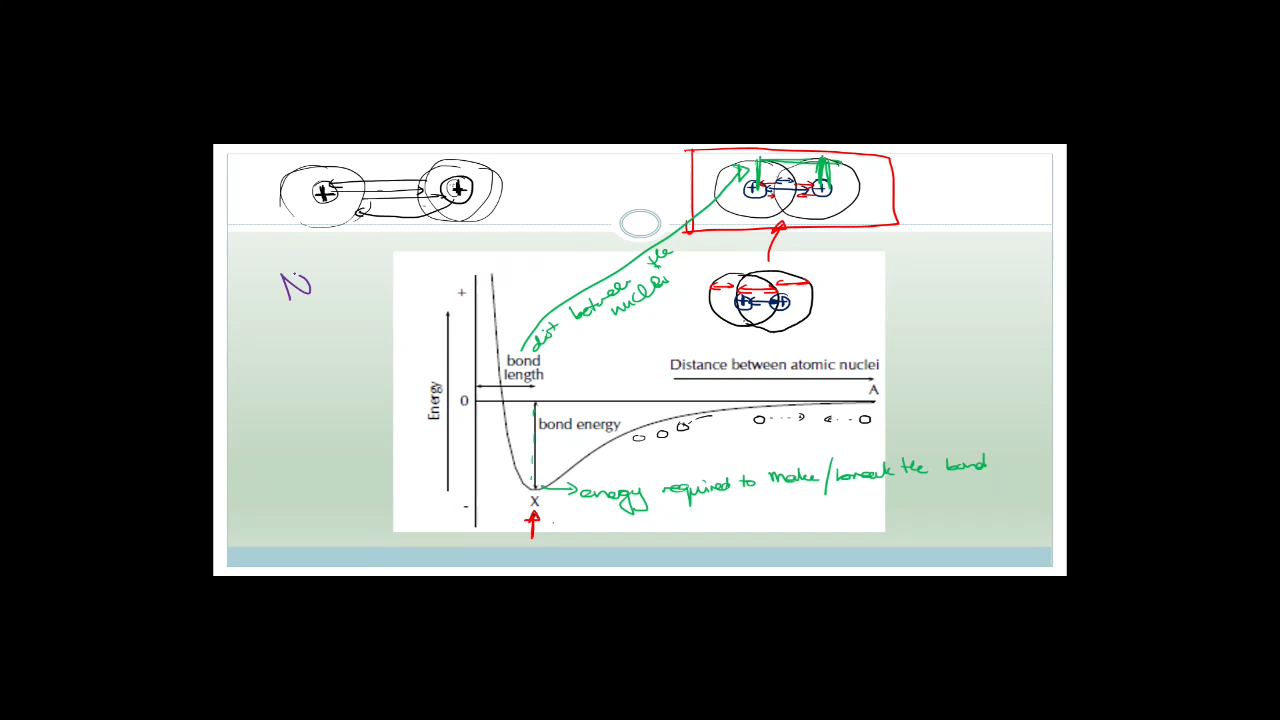 + +
+ +
N
dist between the
nuclei
+
+ +
bond
length
Distance between atomic nuclei
Energy
0
A
bond energy
energy required to make/break the bond
X
-